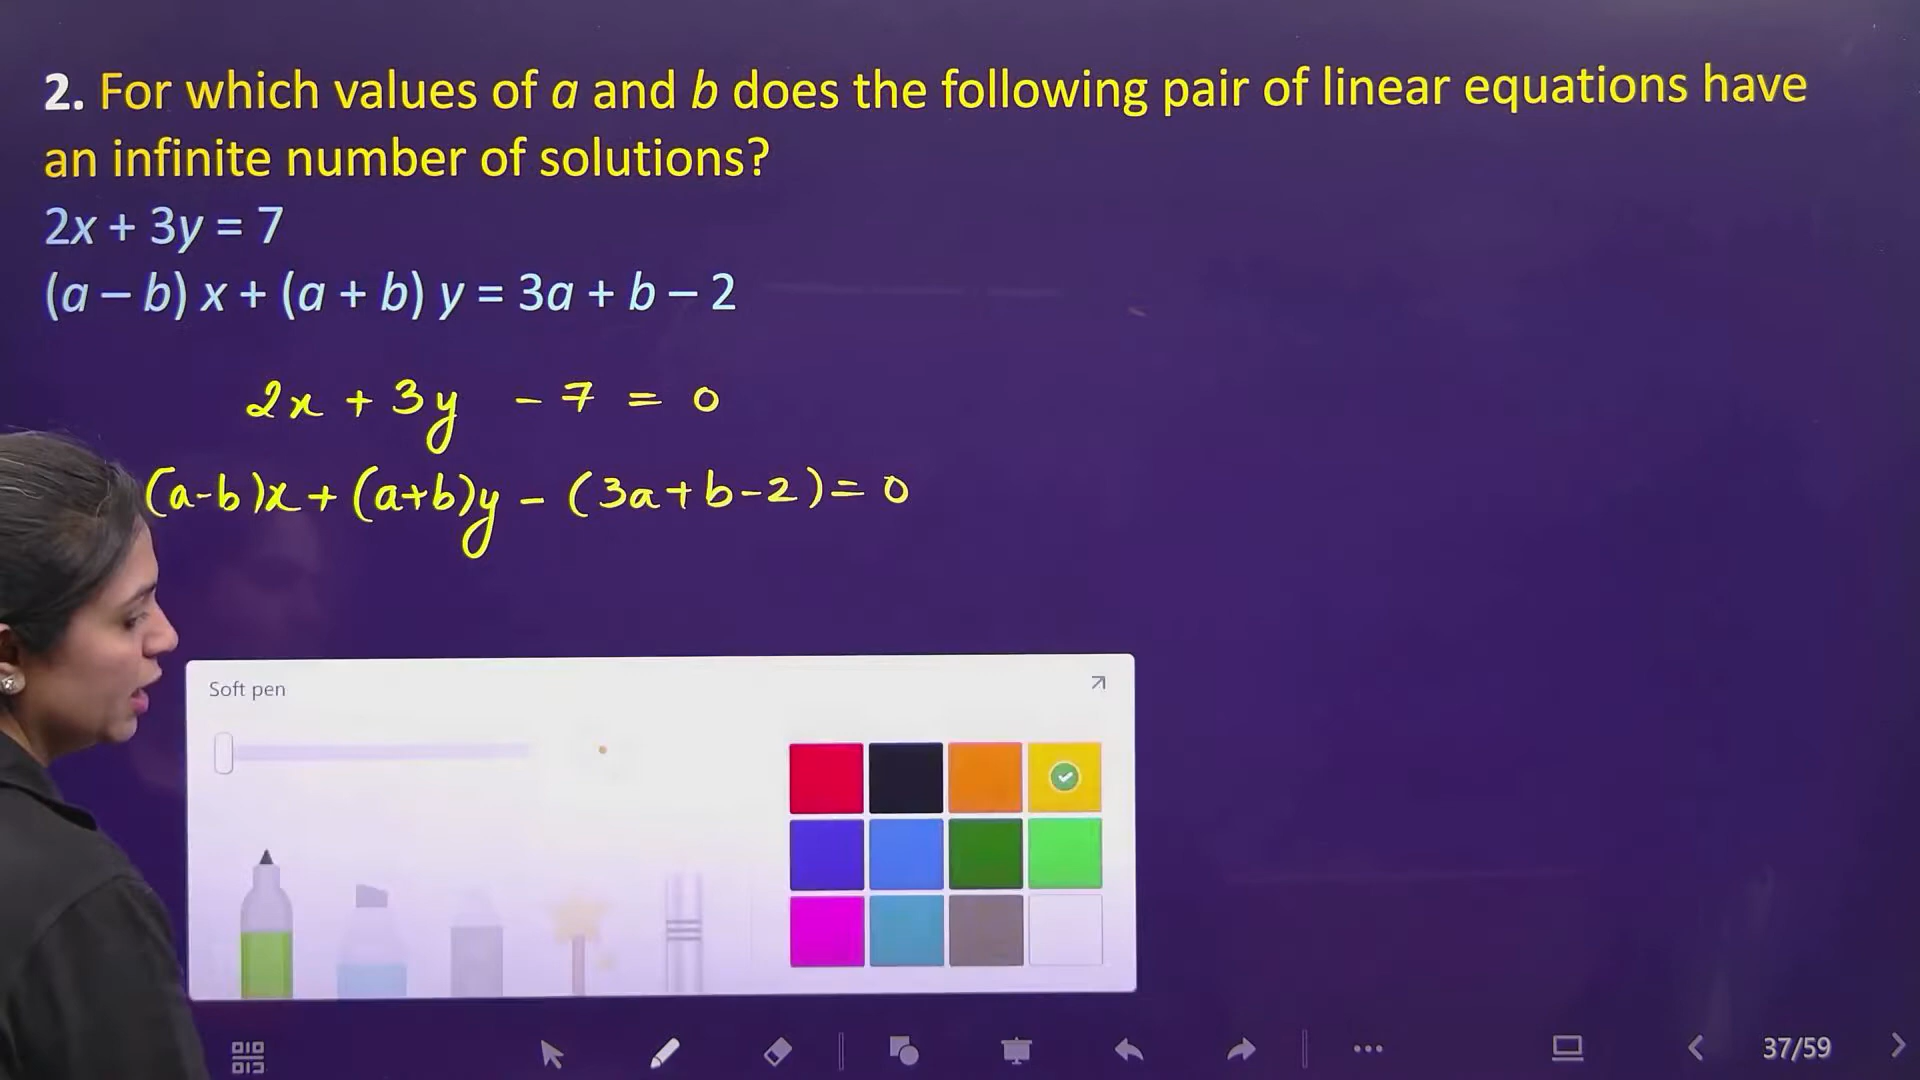 2. For which values of a and b does the following pair of linear equations have
an infinite number of solutions?
2x + 3y = 7
(a – b) x + (a + b) y = 3a + b – 2
2x + 3y - 7 = 0
(a-b)x + (a+b)y - (3a+b-2) = 0
Soft pen
37/59